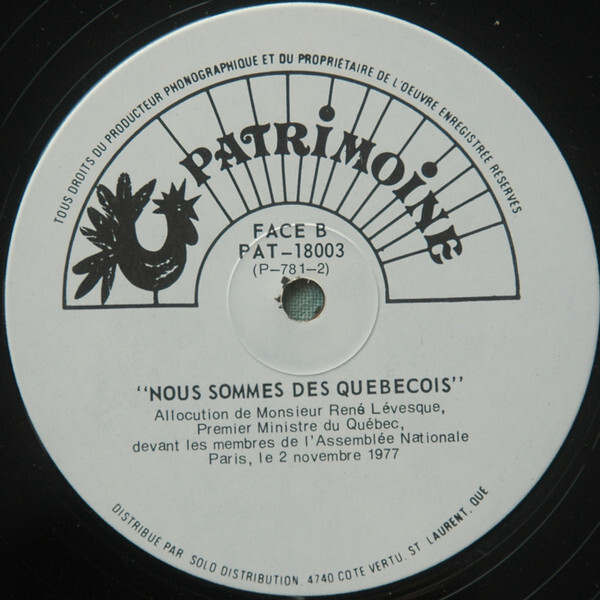 TOUS DROITS DU PRODUCTEUR PHONOGRAPHIQUE ET DU PROPRIÉTAIRE DE L'OEUVRE ENREGISTRÉE RÉSERVÉS
PATRIMOINE
FACE B
PAT-18003
(P-781-2)
"NOUS SOMMES DES QUEBECOIS"
Allocution de Monsieur René Lévesque,
Premier Ministre du Québec,
devant les membres de l'Assemblée Nationale
Paris, le 2 novembre 1977
DISTRIBUÉ PAR SOLO DISTRIBUTION, 4740 COTE VERTU, ST LAURENT, QUÉ